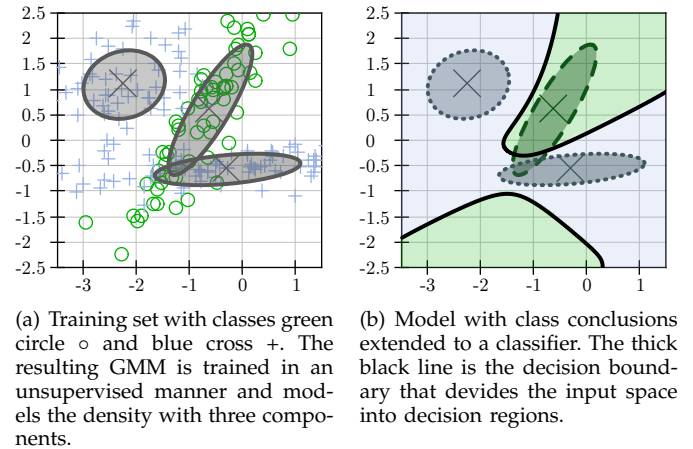 2.5
2
1.5
1
0.5
0
-0.5
-1
-1.5
-2
-2.5
-3 -2 -1 0 1
(a) Training set with classes green
circle ○ and blue cross +. The
resulting GMM is trained in an
unsupervised manner and mod-
els the density with three compo-
nents.
2.5
2
1.5
1
0.5
0
-0.5
-1
-1.5
-2
-2.5
-3 -2 -1 0 1
(b) Model with class conclusions
extended to a classifier. The thick
black line is the decision bound-
ary that devides the input space
into decision regions.